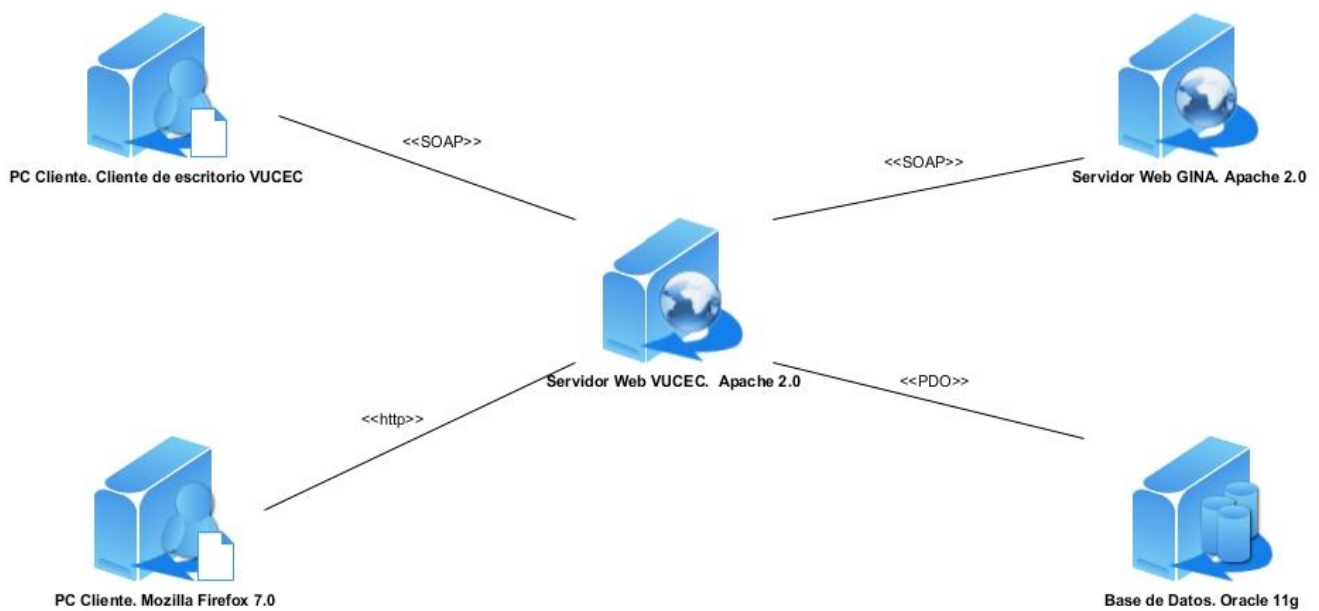 <<SOAP>>
<<SOAP>>
PC Cliente. Cliente de escritorio VUCEC
Servidor Web GINA. Apache 2.0
Servidor Web VUCEC.  Apache 2.0
<<PDO>>
<<http>>
PC Cliente. Mozilla Firefox 7.0
Base de Datos. Oracle 11g